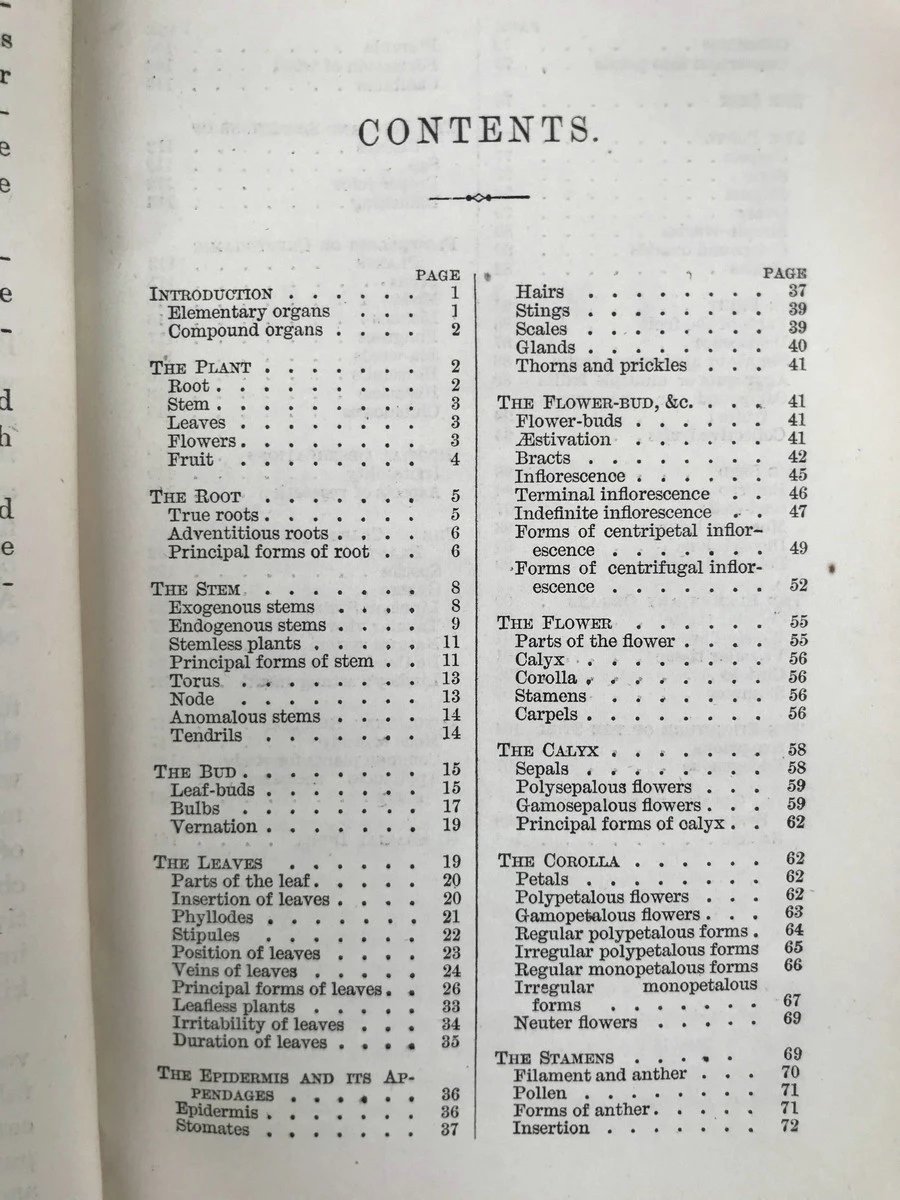 CONTENTS.
PAGE
INTRODUCTION . . . . . . 1
Elementary organs . . . 1
Compound organs . . . . 2
THE PLANT . . . . . . . 2
Root . . . . . . . . . 2
Stem . . . . . . . . . 3
Leaves . . . . . . . . 3
Flowers . . . . . . . . 3
Fruit . . . . . . . . 4
THE ROOT . . . . . . . 5
True roots . . . . . . . 5
Adventitious roots . . . . 6
Principal forms of root . . 6
THE STEM . . . . . . . 8
Exogenous stems . . . . 8
Endogenous stems . . . . 9
Stemless plants . . . . . 11
Principal forms of stem . . 11
Torus . . . . . . . . 13
Node . . . . . . . . 13
Anomalous stems . . . . 14
Tendrils . . . . . . . 14
THE BUD . . . . . . . . 15
Leaf-buds . . . . . . . 15
Bulbs . . . . . . . . 17
Vernation . . . . . . . 19
THE LEAVES . . . . . . 19
Parts of the leaf . . . . . 20
Insertion of leaves . . . . 20
Phyllodes . . . . . . . 21
Stipules . . . . . . . 22
Position of leaves . . . . 23
Veins of leaves . . . . . 24
Principal forms of leaves . . 26
Leafless plants . . . . . 33
Irritability of leaves . . . 34
Duration of leaves . . . . 35
THE EPIDERMIS AND ITS AP-
PENDAGES . . . . . . 36
Epidermis . . . . . . . 36
Stomates . . . . . . . 37
PAGE
Hairs . . . . . . . . 37
Stings . . . . . . . . 39
Scales . . . . . . . . 39
Glands . . . . . . . . 40
Thorns and prickles . . . 41
THE FLOWER-BUD, &c. . . . 41
Flower-buds . . . . . . 41
Æstivation . . . . . . 41
Bracts . . . . . . . . 42
Inflorescence . . . . . . 45
Terminal inflorescence . . 46
Indefinite inflorescence . . 47
Forms of centripetal inflor-
escence . . . . . . . 49
Forms of centrifugal inflor-
escence . . . . . . . 52
THE FLOWER . . . . . . 55
Parts of the flower . . . . 55
Calyx . . . . . . . . 56
Corolla . . . . . . . . 56
Stamens . . . . . . . 56
Carpels . . . . . . . . 56
THE CALYX . . . . . . . 58
Sepals . . . . . . . . 58
Polysepalous flowers . . . 59
Gamosepalous flowers . . . 59
Principal forms of calyx . . 62
THE COROLLA . . . . . . 62
Petals . . . . . . . . 62
Polypetalous flowers . . . 62
Gamopetalous flowers . . . 63
Regular polypetalous forms . 64
Irregular polypetalous forms 65
Regular monopetalous forms 66
Irregular monopetalous
forms . . . . . . . 67
Neuter flowers . . . . . 69
THE STAMENS . . . . . 69
Filament and anther . . . 70
Pollen . . . . . . . . 71
Forms of anther . . . . . 71
Insertion . . . . . . . 72